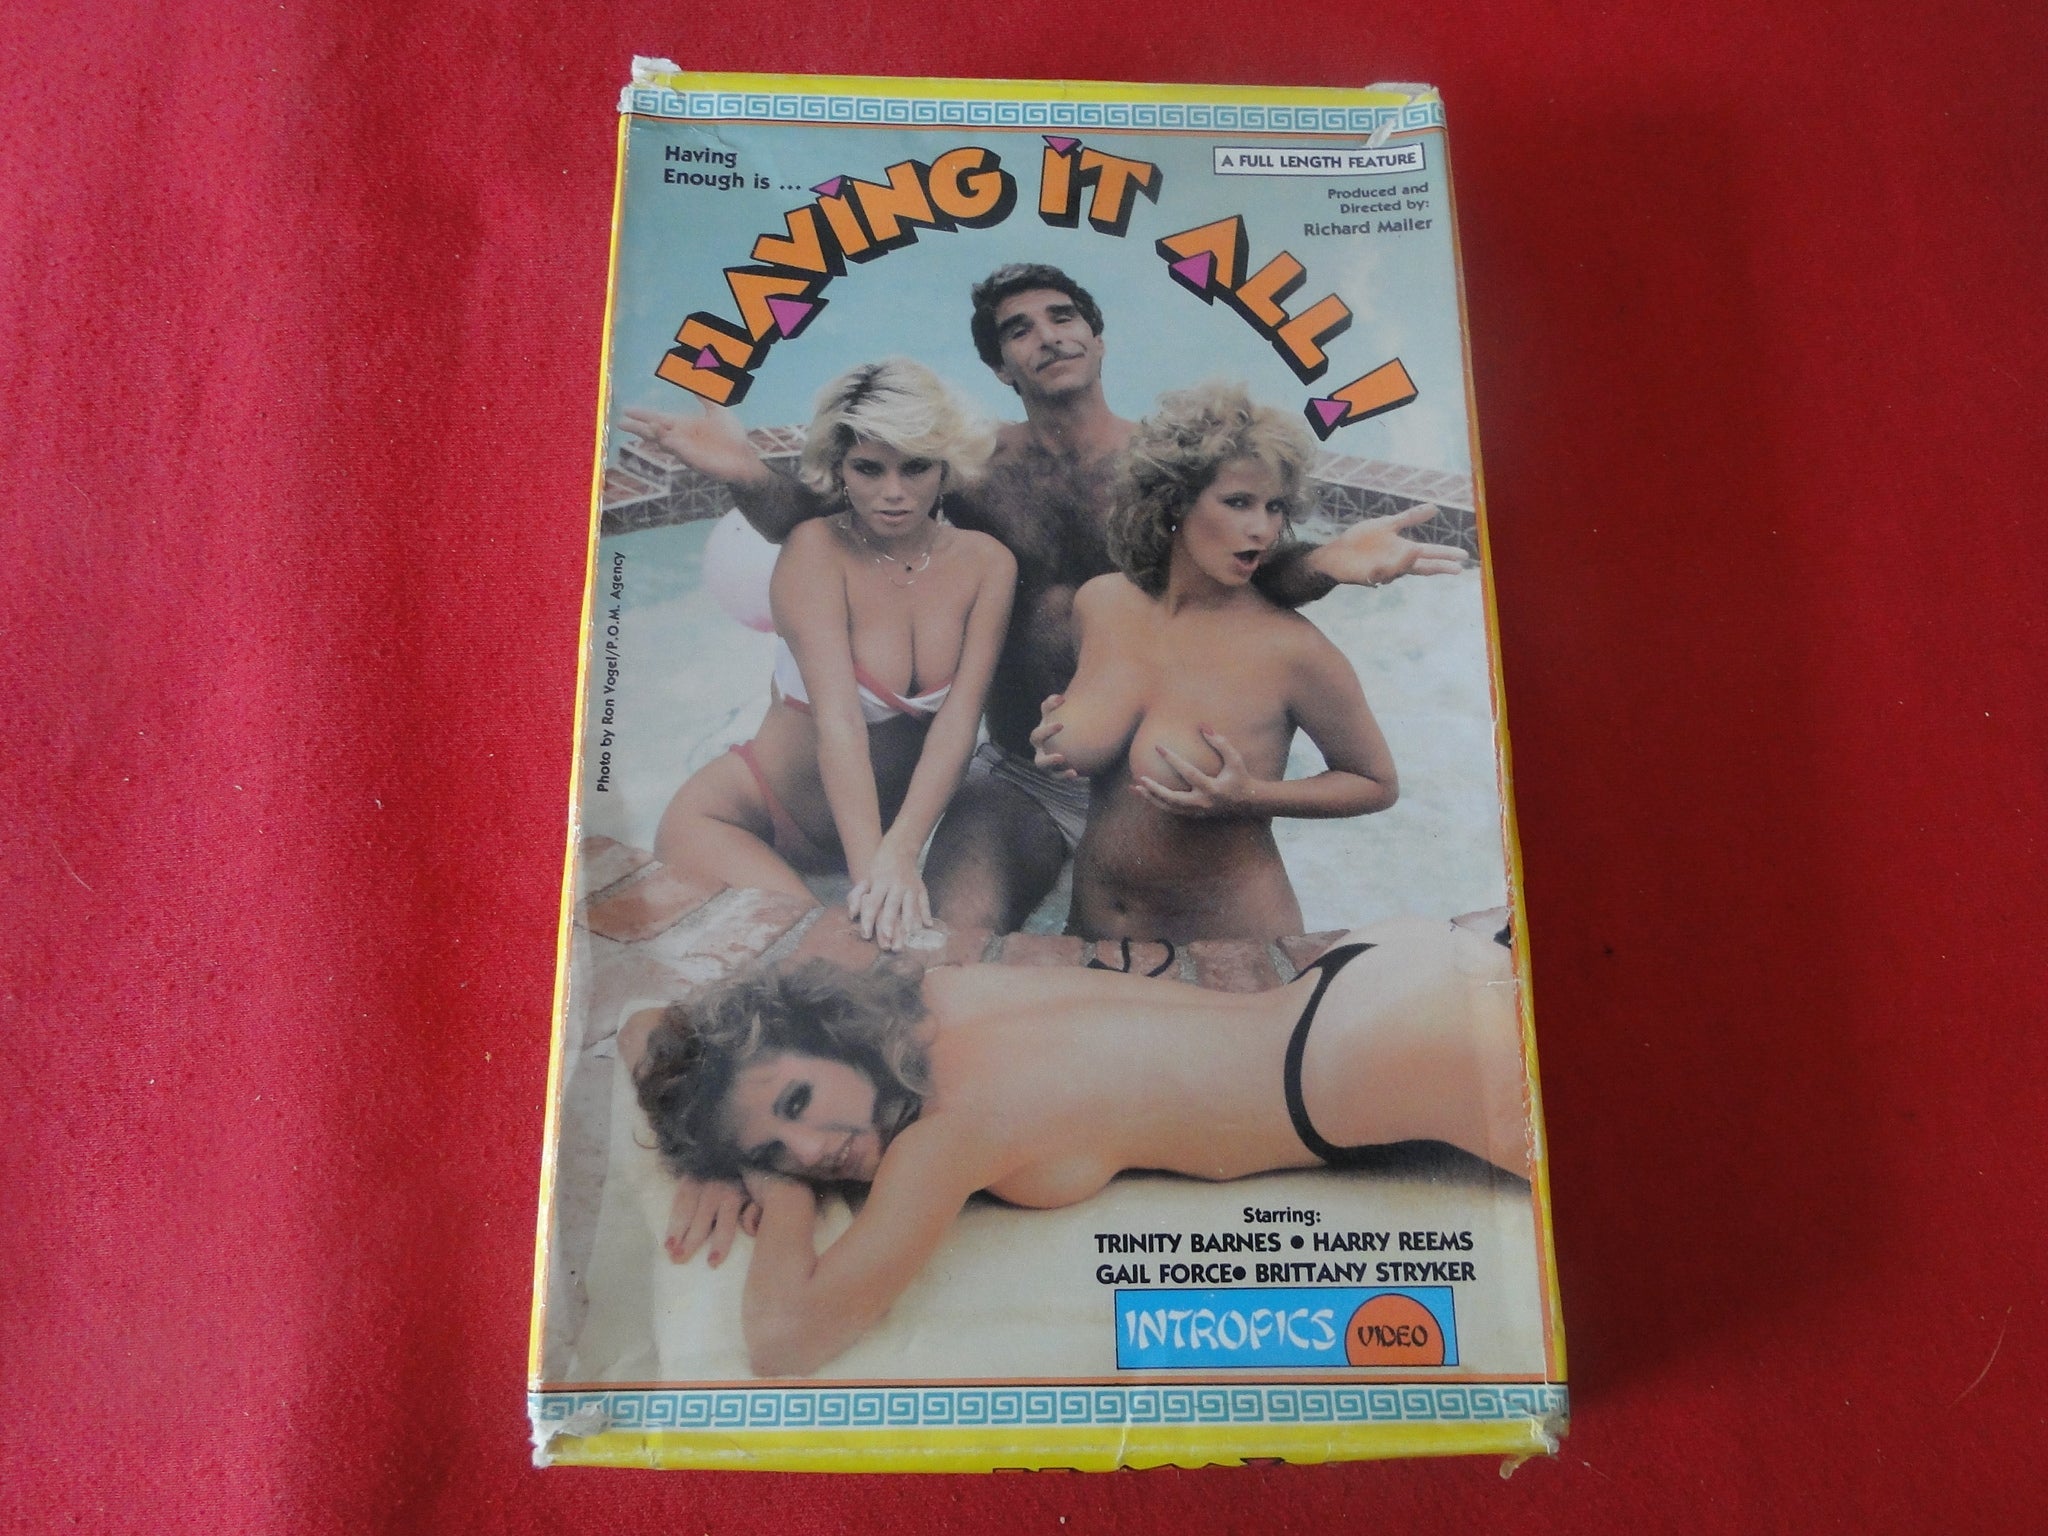 Having
Enough is ...
HAVING IT ALL!
A FULL LENGTH FEATURE
Produced and
Directed by:
Richard Mailer
Photo by Ron Vogel/P.O.M. Agency
Starring:
TRINITY BARNES • HARRY REEMS
GAIL FORCE • BRITTANY STRYKER
INTROPICS VIDEO